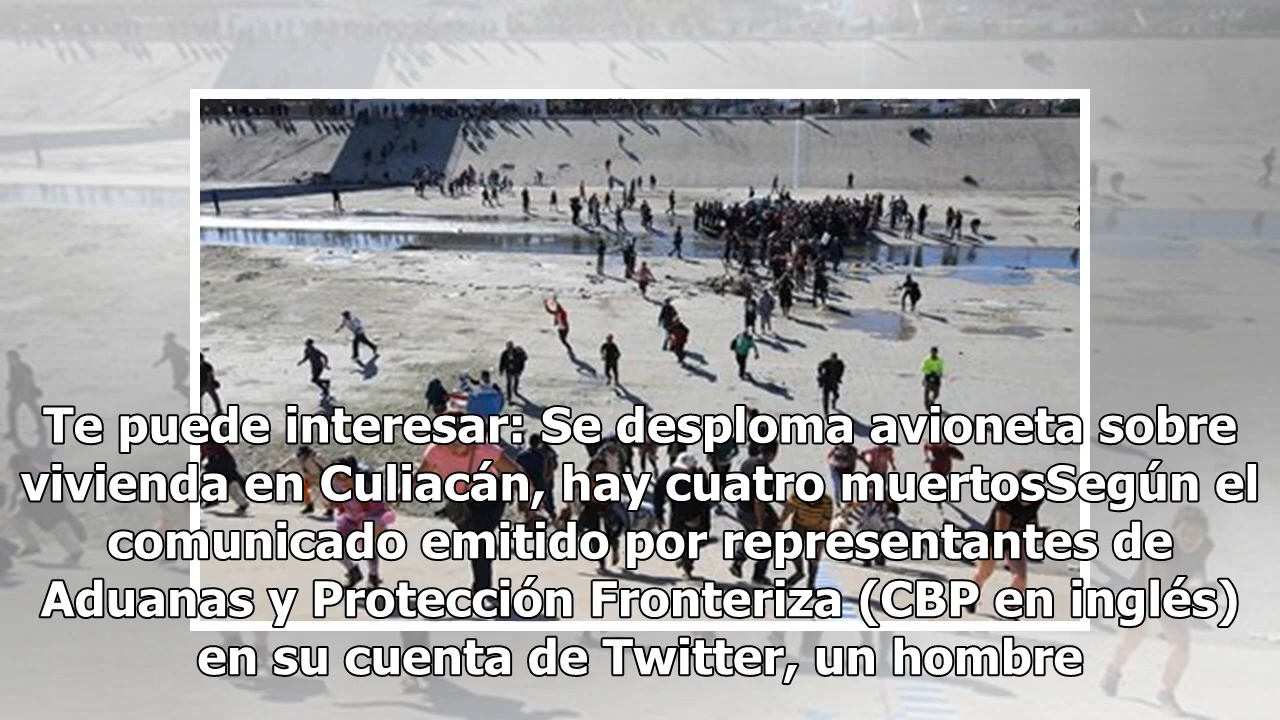 Te puede interesar: Se desploma avioneta sobre
vivienda en Culiacán, hay cuatro muertosSegún el
comunicado emitido por representantes de
Aduanas y Protección Fronteriza (CBP en inglés)
en su cuenta de Twitter, un hombre